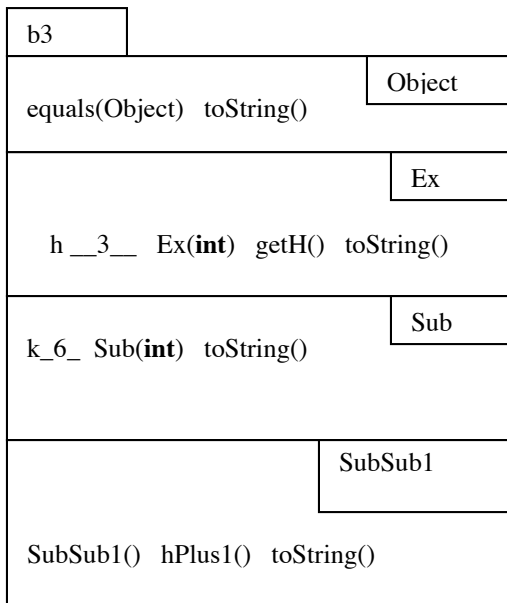 b3
Object
equals(Object) toString()
Ex
h __3__ Ex(int) getH() toString()
Sub
k_6_ Sub(int) toString()
SubSub1
SubSub1() hPlus1() toString()